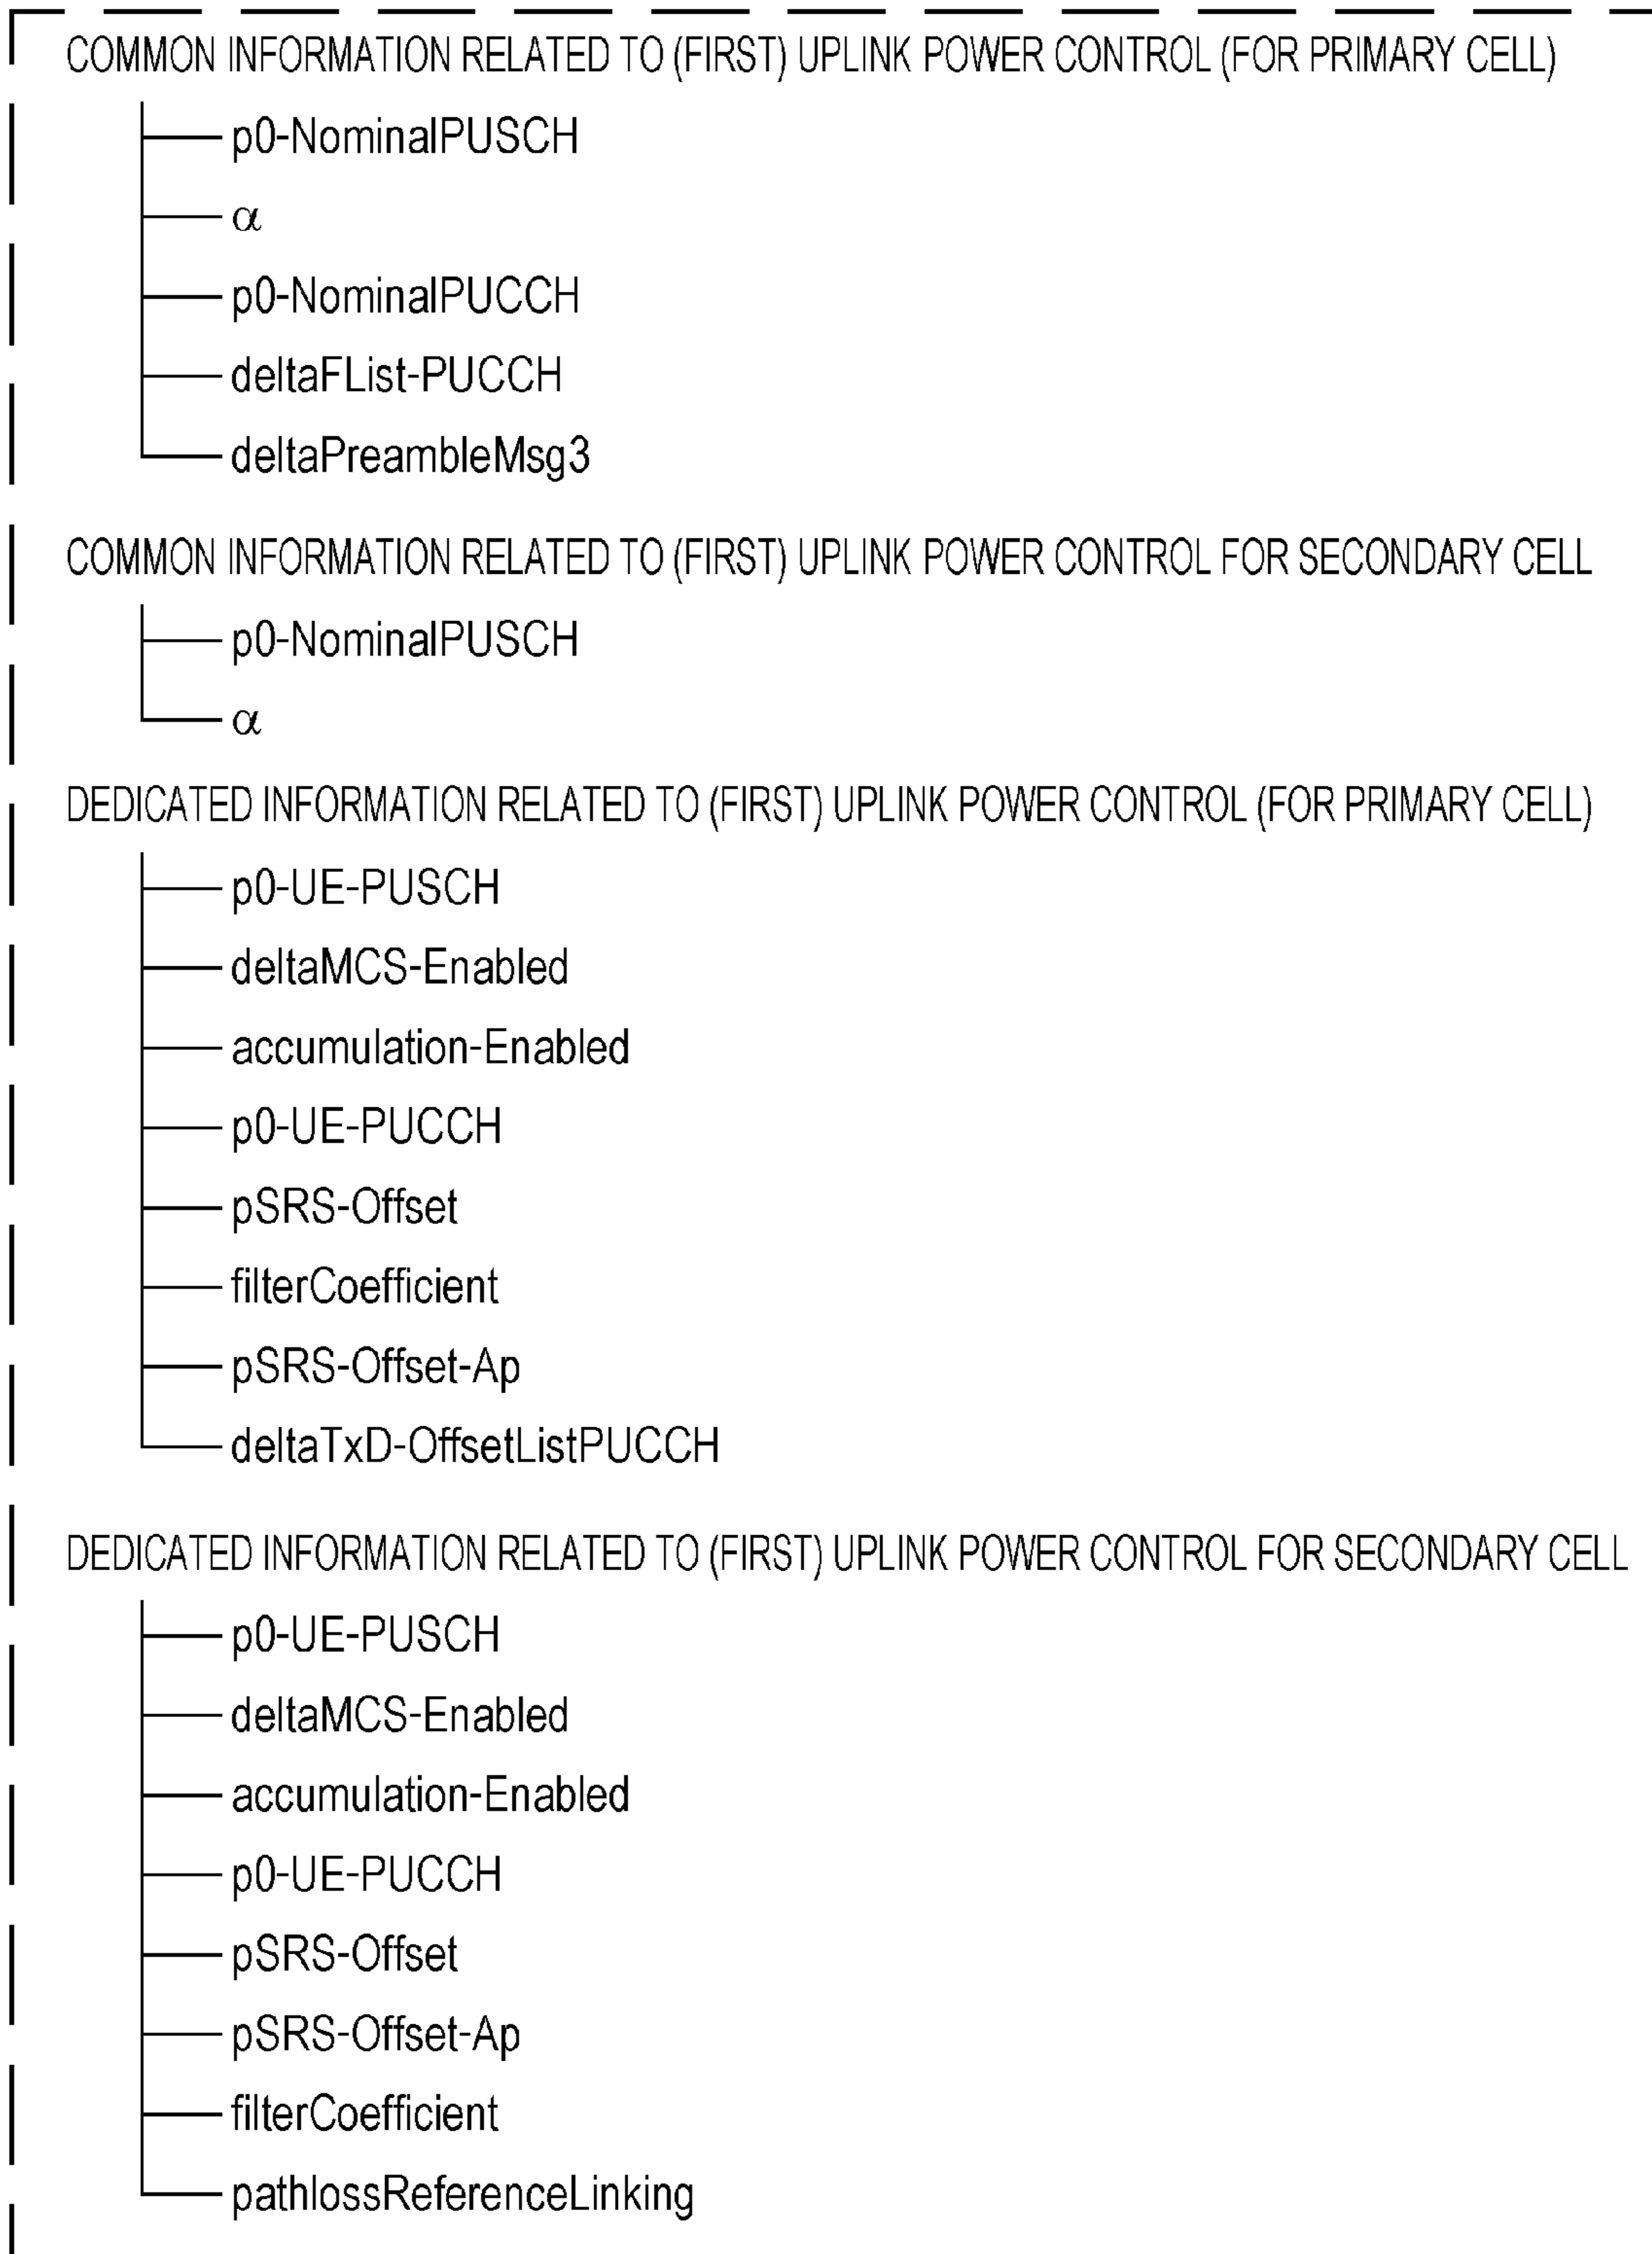 COMMON INFORMATION RELATED TO (FIRST) UPLINK POWER CONTROL (FOR PRIMARY CELL)
p0-NominalPUSCH
α
p0-NominalPUCCH
deltaFList-PUCCH
deltaPreambleMsg3
COMMON INFORMATION RELATED TO (FIRST) UPLINK POWER CONTROL FOR SECONDARY CELL
p0-NominalPUSCH
α
DEDICATED INFORMATION RELATED TO (FIRST) UPLINK POWER CONTROL (FOR PRIMARY CELL)
p0-UE-PUSCH
deltaMCS-Enabled
accumulation-Enabled
p0-UE-PUCCH
pSRS-Offset
filterCoefficient
pSRS-Offset-Ap
deltaTxD-OffsetListPUCCH
DEDICATED INFORMATION RELATED TO (FIRST) UPLINK POWER CONTROL FOR SECONDARY CELL
p0-UE-PUSCH
deltaMCS-Enabled
accumulation-Enabled
p0-UE-PUCCH
pSRS-Offset
pSRS-Offset-Ap
filterCoefficient
pathlossReferenceLinking